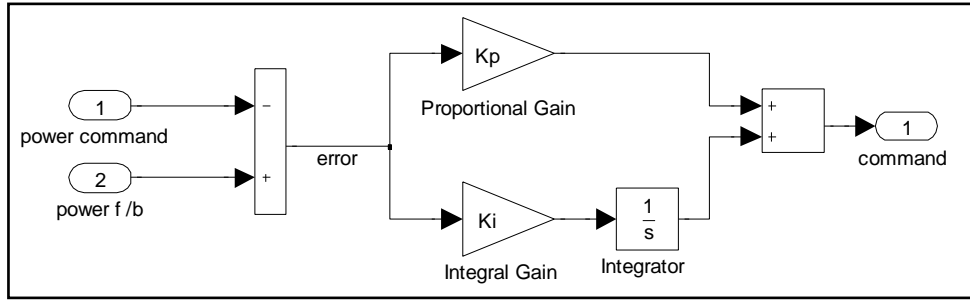 Kp
Proportional Gain
1
power command
−
+
error
2
power f /b
+
+
1
command
Ki
Integral Gain
1
s
Integrator